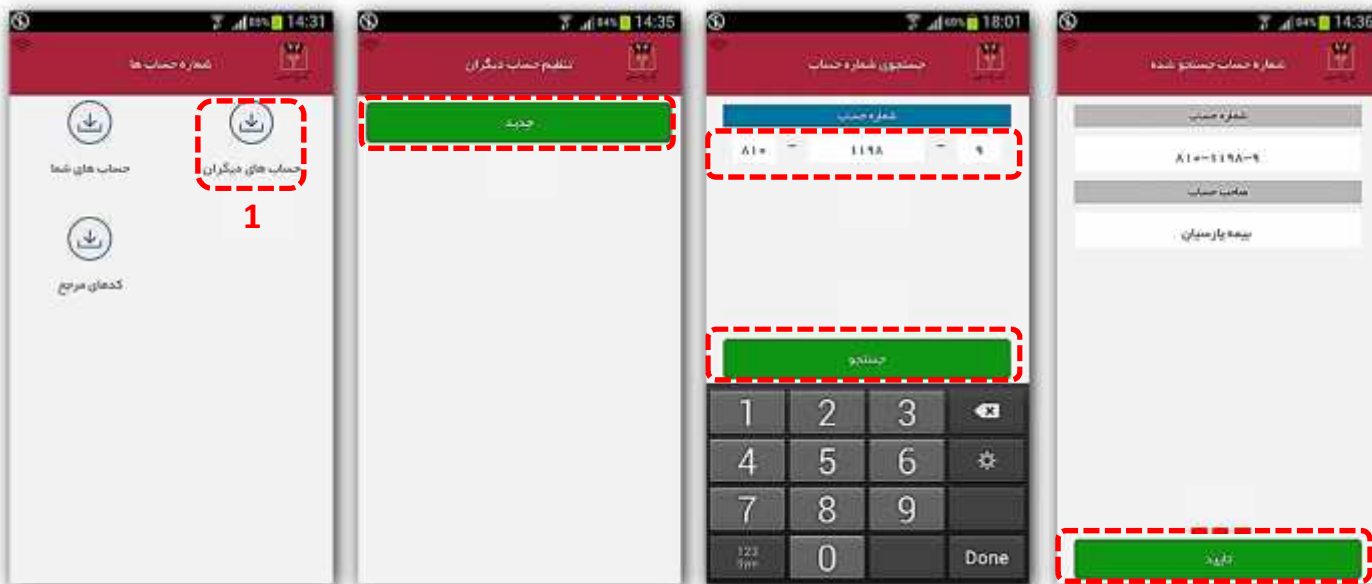 14:31
شماره حساب ها
حساب های دیگران
حساب های شما
1
کدهای مرجع
14:35
تنظیم حساب دیگران
جدید
18:01
جستجوی شماره حساب
شماره حساب
۸۱۰ - ۱۱۹۸ - ۹
جستجو
1 2 3
4 5 6
7 8 9
123
Sym
0 Done
84% 14:36
شماره حساب جستجو شده
شماره حساب
۸۱۰-۱۱۹۸-۹
صاحب حساب
بیمه پارسیان
تایید